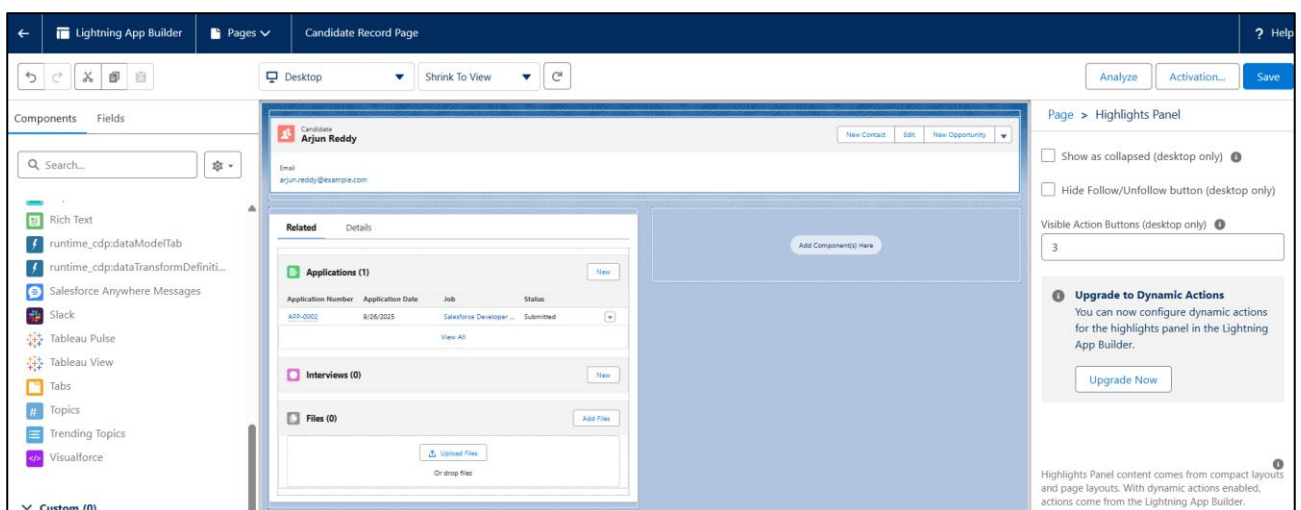 Lightning App Builder
Pages
Candidate Record Page
? Help
Desktop
Shrink To View
Analyze
Activation...
Save
Components
Fields
Search...
Rich Text
runtime_cdp:dataModelTab
runtime_cdp:dataTransformDefiniti...
Salesforce Anywhere Messages
Slack
Tableau Pulse
Tableau View
Tabs
Topics
Trending Topics
Visualforce
Custom (0)
Candidate
Arjun Reddy
New Contact
Edit
New Opportunity
Email
arjun.reddy@example.com
Related
Details
Applications (1)
New
Application Number Application Date Job Status
APP-0002 9/26/2025 Salesforce Developer ... Submitted
View All
Interviews (0)
New
Files (0)
Add Files
Upload Files
Or drop files
Add Component(s) Here
Page > Highlights Panel
Show as collapsed (desktop only)
Hide Follow/Unfollow button (desktop only)
Visible Action Buttons (desktop only)
3
Upgrade to Dynamic Actions
You can now configure dynamic actions
for the highlights panel in the Lightning
App Builder.
Upgrade Now
Highlights Panel content comes from compact layouts
and page layouts. With dynamic actions enabled,
actions come from the Lightning App Builder.